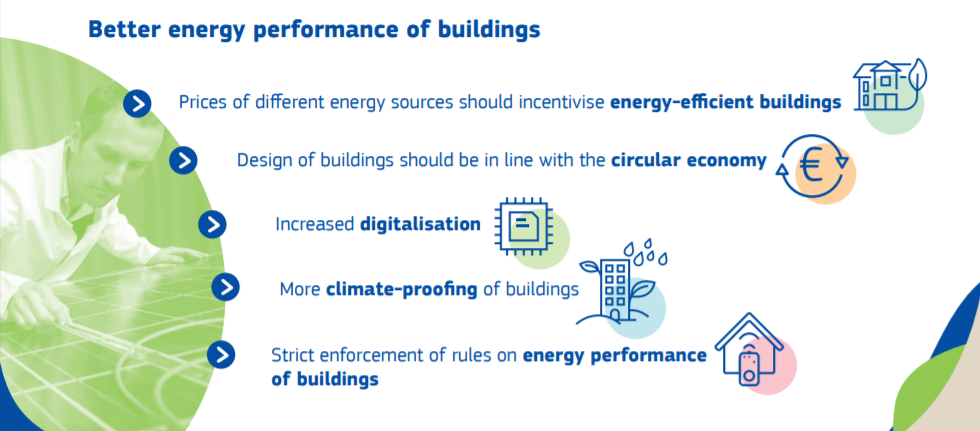 Better energy performance of buildings
Prices of different energy sources should incentivise energy-efficient buildings
Design of buildings should be in line with the circular economy
€
Increased digitalisation
More climate-proofing of buildings
Strict enforcement of rules on energy performance
of buildings